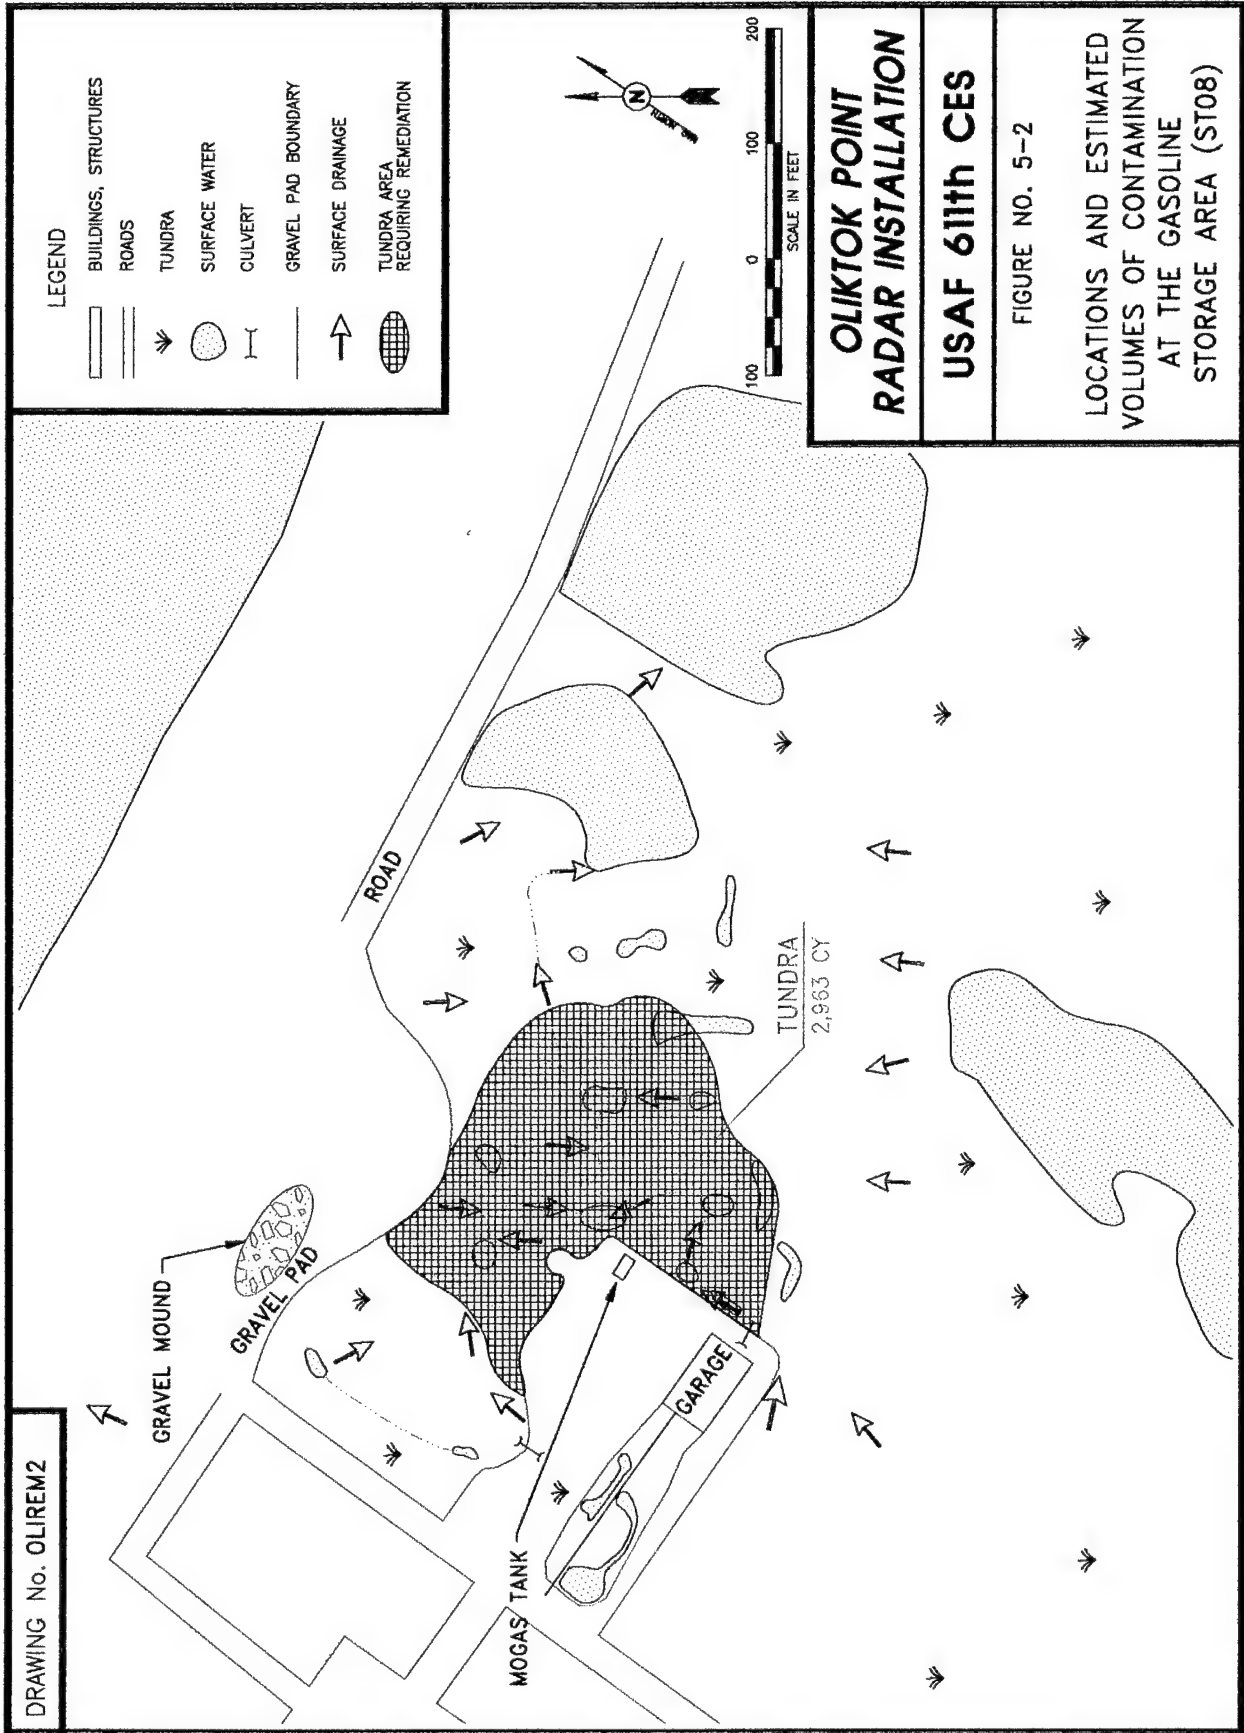 DRAWING No. OLIREM2
LEGEND
BUILDINGS, STRUCTURES
ROADS
TUNDRA
SURFACE WATER
CULVERT
GRAVEL PAD BOUNDARY
SURFACE DRAINAGE
TUNDRA AREA
REQUIRING REMEDIATION
GRAVEL MOUND
GRAVEL PAD
ROAD
MOGAS TANK
GARAGE
TUNDRA
2,963 CY
N
100
0
100
200
SCALE IN FEET
OLIKTOK POINT
RADAR INSTALLATION
USAF 611th CES
FIGURE NO. 5-2
LOCATIONS AND ESTIMATED
VOLUMES OF CONTAMINATION
AT THE GASOLINE
STORAGE AREA (ST08)